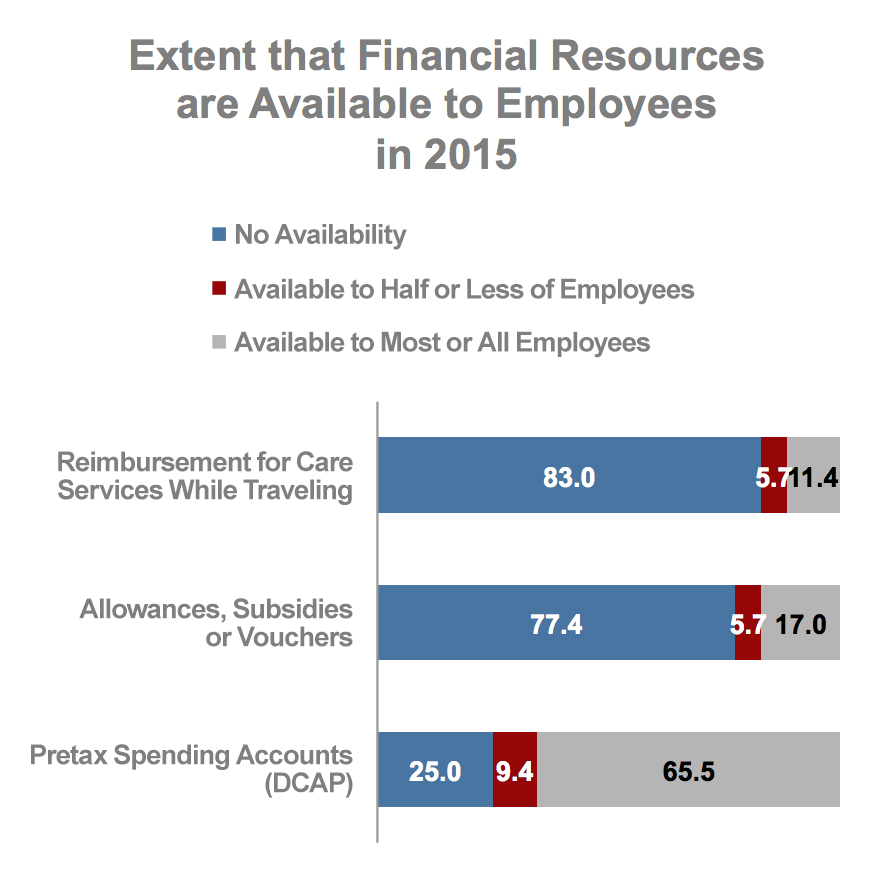 Extent that Financial Resources
are Available to Employees
in 2015
No Availability
Available to Half or Less of Employees
Available to Most or All Employees
Reimbursement for Care
Services While Traveling
83.0 5.7 11.4
Allowances, Subsidies
or Vouchers
77.4 5.7 17.0
Pretax Spending Accounts
(DCAP)
25.0 9.4 65.5